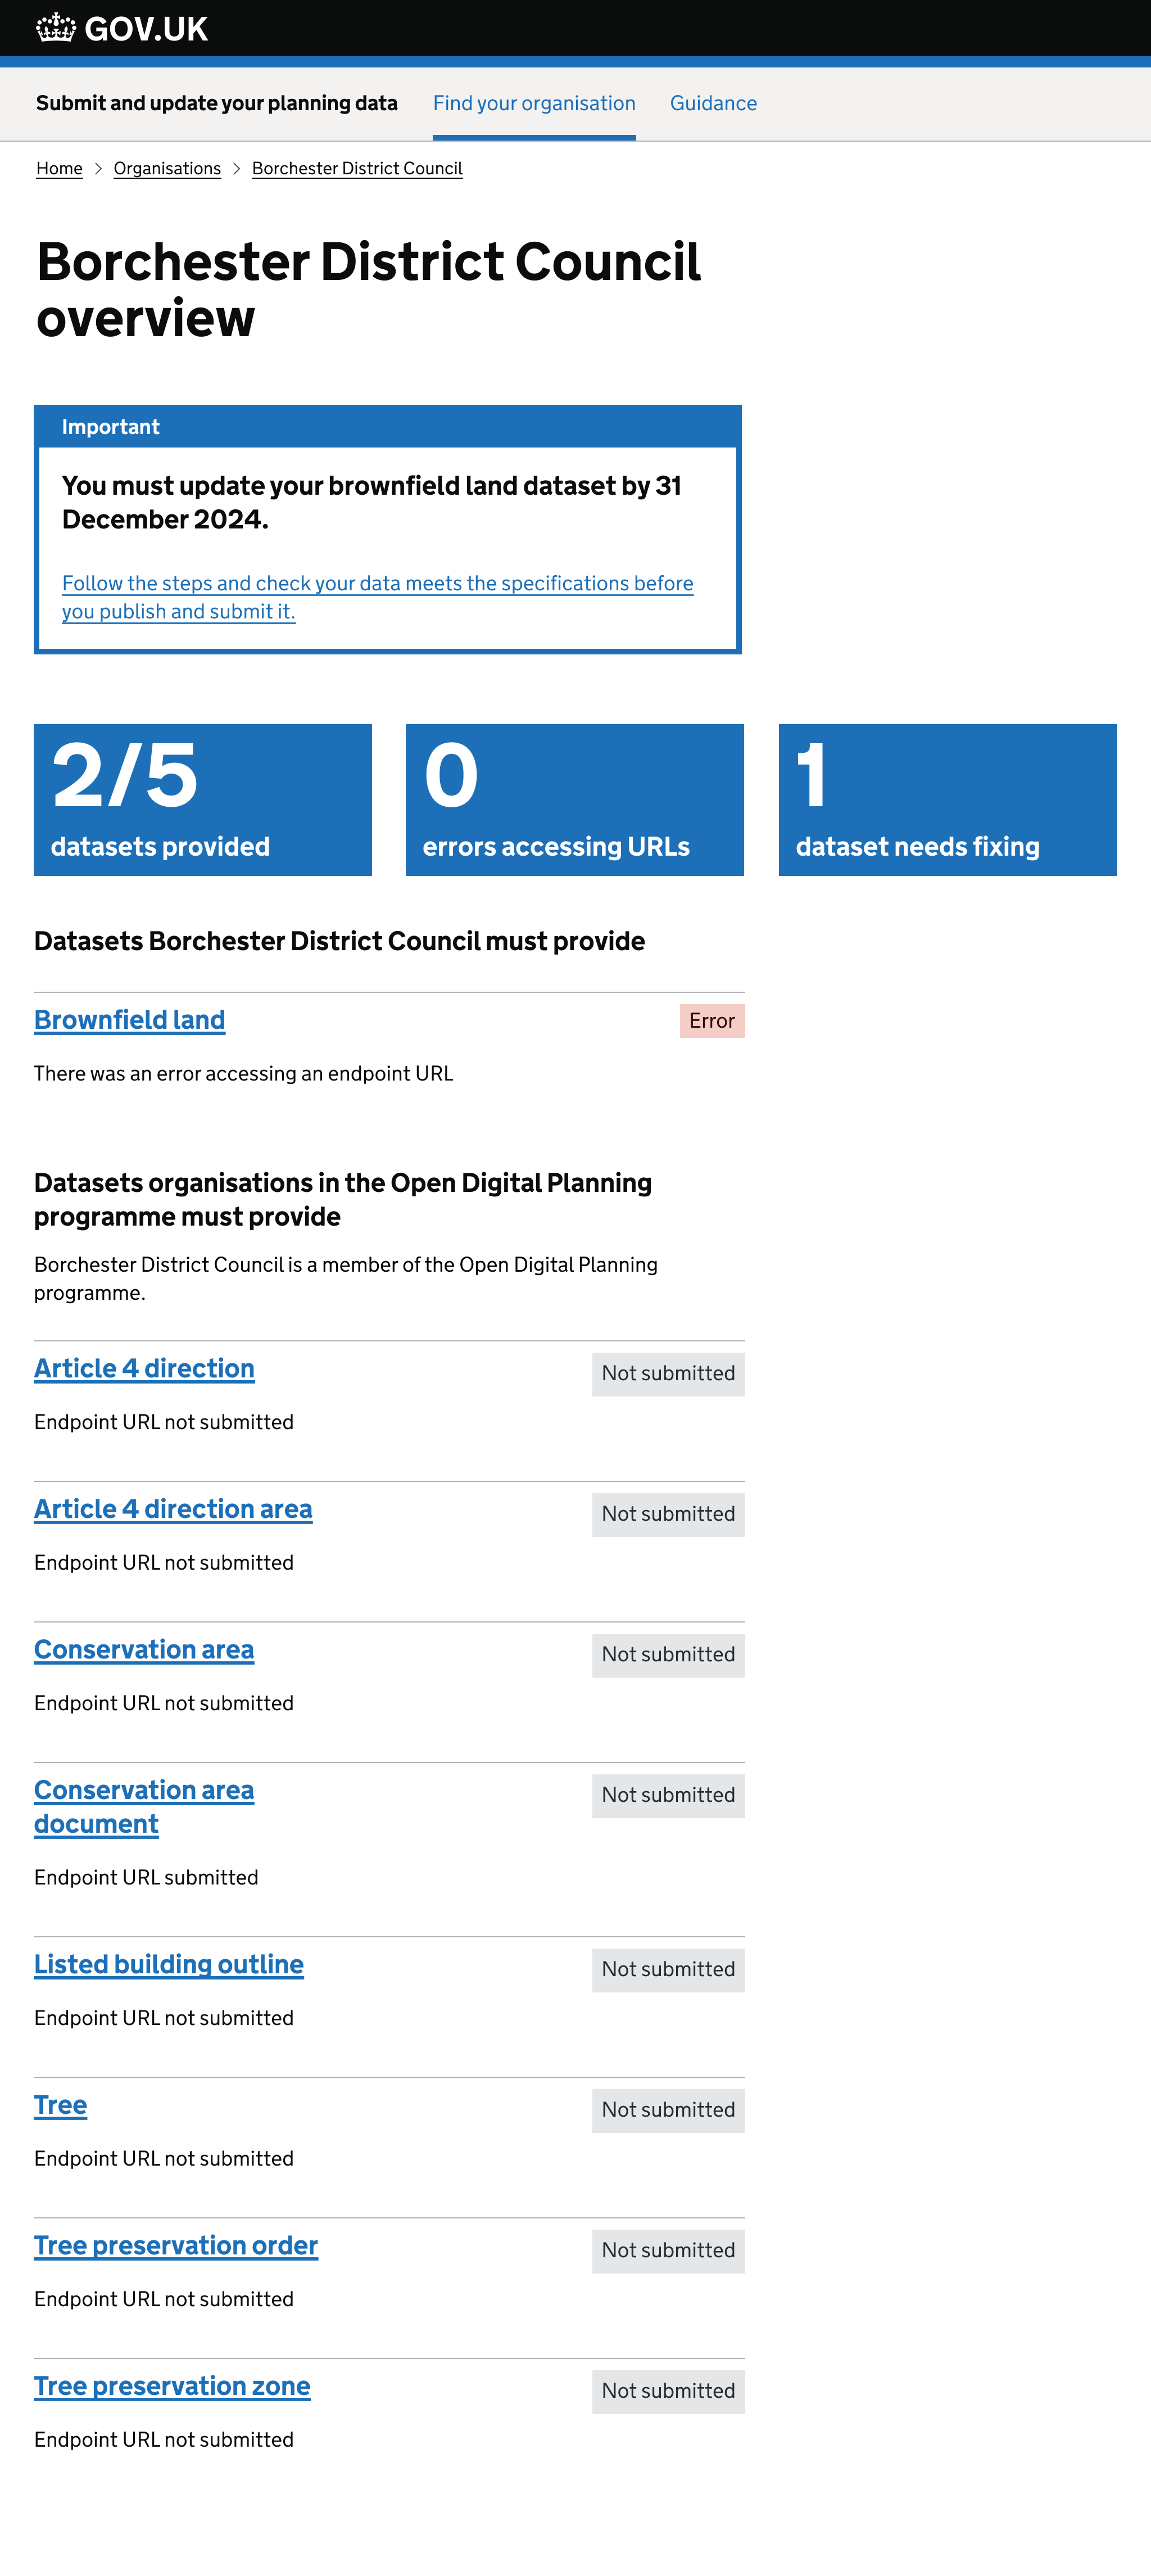 GOV.UK
Submit and update your planning data Find your organisation Guidance
Home > Organisations > Borchester District Council
Borchester District Council
overview
Important
You must update your brownfield land dataset by 31
December 2024.
Follow the steps and check your data meets the specifications before
you publish and submit it.
2/5
datasets provided
0
errors accessing URLs
1
dataset needs fixing
Datasets Borchester District Council must provide
Brownfield land Error
There was an error accessing an endpoint URL
Datasets organisations in the Open Digital Planning
programme must provide
Borchester District Council is a member of the Open Digital Planning
programme.
Article 4 direction Not submitted
Endpoint URL not submitted
Article 4 direction area Not submitted
Endpoint URL not submitted
Conservation area Not submitted
Endpoint URL not submitted
Conservation area Not submitted
document
Endpoint URL submitted
Listed building outline Not submitted
Endpoint URL not submitted
Tree Not submitted
Endpoint URL not submitted
Tree preservation order Not submitted
Endpoint URL not submitted
Tree preservation zone Not submitted
Endpoint URL not submitted